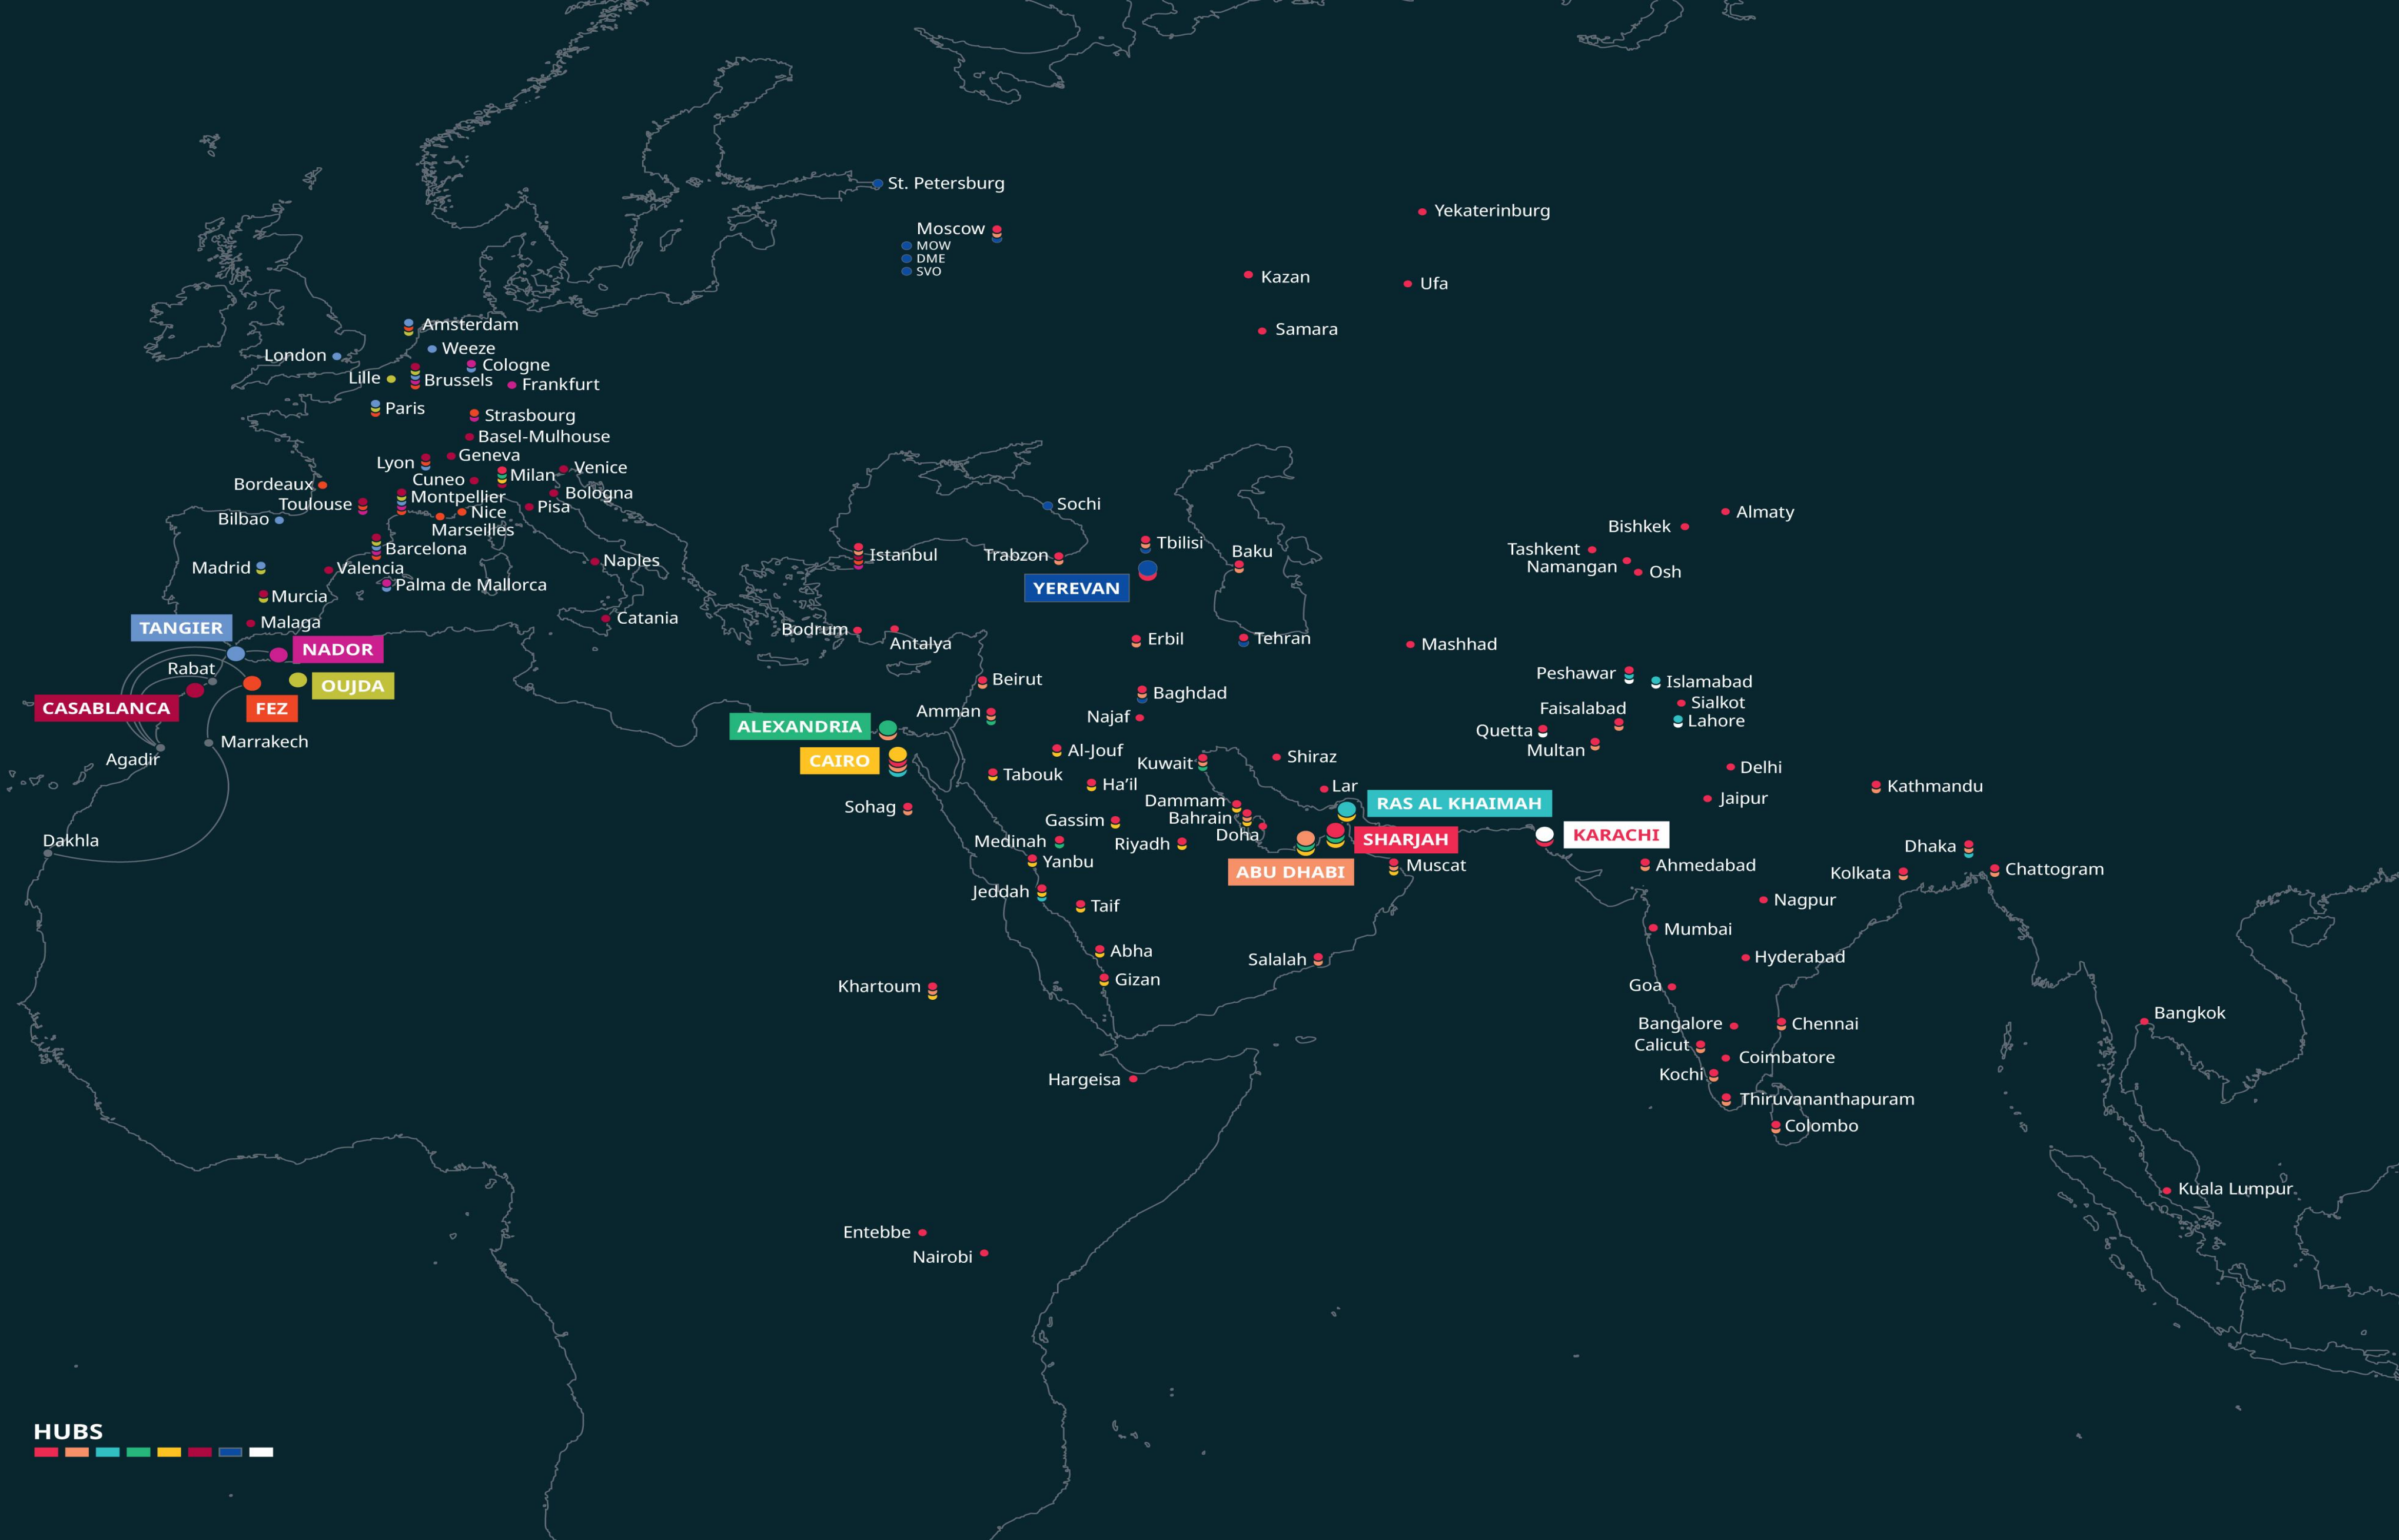 St. Petersburg
Moscow
MOW
DME
SVO
Yekaterinburg
Kazan
Ufa
Samara
Amsterdam
London
Weeze
Cologne
Lille
Brussels
Frankfurt
Paris
Strasbourg
Basel-Mulhouse
Geneva
Lyon
Milan
Venice
Cuneo
Bordeaux
Montpellier
Bologna
Toulouse
Pisa
Nice
Bilbao
Marseilles
Barcelona
Madrid
Valencia
Naples
Palma de Mallorca
Murcia
Catania
Malaga
TANGIER
NADOR
Rabat
OUJDA
CASABLANCA
FEZ
Marrakech
Agadir
Dakhla
Sochi
Istanbul
Trabzon
Tbilisi
Baku
YEREVAN
Bodrum
Antalya
Erbil
Tehran
Mashhad
Almaty
Bishkek
Tashkent
Namangan
Osh
Beirut
Baghdad
Amman
Najaf
ALEXANDRIA
CAIRO
Al-Jouf
Kuwait
Shiraz
Tabouk
Ha’il
Lar
Sohag
Dammam
RAS AL KHAIMAH
Gassim
Bahrain
Doha
SHARJAH
KARACHI
Medinah
Riyadh
Yanbu
ABU DHABI
Muscat
Jeddah
Taif
Abha
Salalah
Gizan
Khartoum
Hargeisa
Entebbe
Nairobi
Peshawar
Islamabad
Sialkot
Faisalabad
Lahore
Quetta
Multan
Delhi
Jaipur
Kathmandu
Dhaka
Ahmedabad
Kolkata
Chattogram
Nagpur
Mumbai
Hyderabad
Goa
Bangalore
Chennai
Calicut
Coimbatore
Kochi
Thiruvananthapuram
Colombo
Bangkok
Kuala Lumpur
HUBS